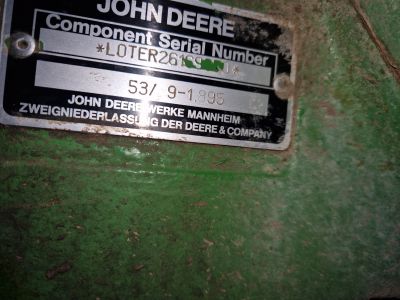 JOHN DEERE
Component Serial Number
53/ 9-1.895
JOHN DEERE WERKE MANNHEIM
ZWEIGNIEDERLASSUNG DER DEERE & COMPANY